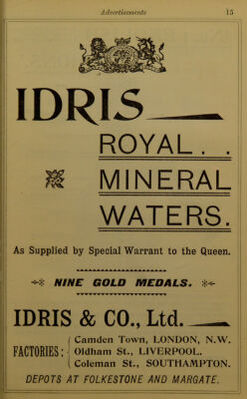 Advertisements 15
IDRIS
ROYAL . .
MINERAL
WATERS.
As Supplied by Special Warrant to the Queen.
NINE GOLD MEDALS.
IDRIS & CO., Ltd.
FACTORIES:
Camden Town, LONDON, N.W.
Oldham St., LIVERPOOL.
Coleman St., SOUTHAMPTON.
DEPOTS AT FOLKESTONE AND MARGATE.